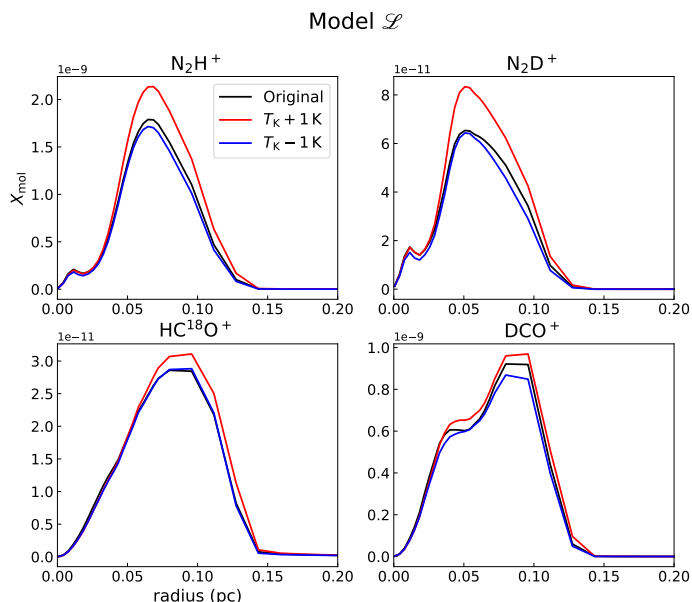 Model ℒ
N₂H⁺
N₂D⁺
1e−9
1e−11
Original
T_K + 1 K
T_K − 1 K
X_mol
2.0
1.5
1.0
0.5
0.0
8
6
4
2
0
0.00 0.05 0.10 0.15 0.20
0.00 0.05 0.10 0.15 0.20
HC¹⁸O⁺
DCO⁺
1e−11
1e−9
3.0
2.5
2.0
1.5
1.0
0.5
0.0
1.0
0.8
0.6
0.4
0.2
0.0
0.00 0.05 0.10 0.15 0.20
0.00 0.05 0.10 0.15 0.20
radius (pc)